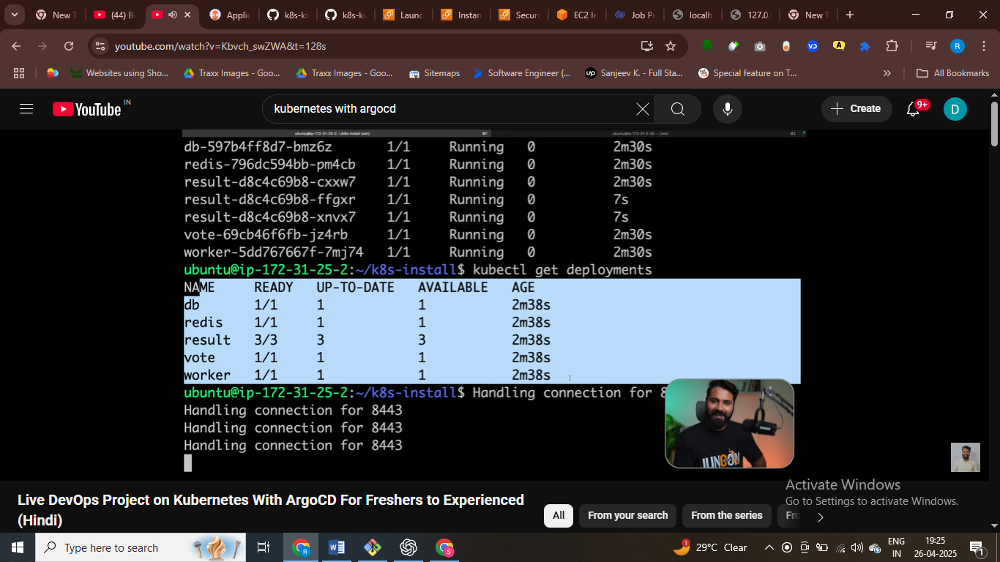 New T
(44) B
Applic
k8s-ki
k8s-ki
Launc
Instan
Securi
EC2 In
Job P
localh
127.0.
New T
youtube.com/watch?v=Kbvch_swZWA&t=128s
R
Websites using Sho...
Traxx Images - Goo...
Traxx Images - Goo...
Sitemaps
Software Engineer (...
up Sanjeev K. - Full Sta...
Special feature on T...
All Bookmarks
YouTube IN
kubernetes with argocd
Create
9+
D
ubuntu@ip-172-31-25-2: ~/k8s-install (ssh)
db-597b4ff8d7-bmz6z 1/1 Running 0 2m30s
redis-796dc594bb-pm4cb 1/1 Running 0 2m30s
result-d8c4c69b8-cxxw7 1/1 Running 0 2m30s
result-d8c4c69b8-ffgxr 1/1 Running 0 7s
result-d8c4c69b8-xnvx7 1/1 Running 0 7s
vote-69cb46f6fb-jz4rb 1/1 Running 0 2m30s
worker-5dd767667f-7mj74 1/1 Running 0 2m30s
ubuntu@ip-172-31-25-2:~/k8s-install$ kubectl get deployments
NAME READY UP-TO-DATE AVAILABLE AGE
db 1/1 1 1 2m38s
redis 1/1 1 1 2m38s
result 3/3 3 3 2m38s
vote 1/1 1 1 2m38s
worker 1/1 1 1 2m38s
ubuntu@ip-172-31-25-2:~/k8s-install$ Handling connection for 8
Handling connection for 8443
Handling connection for 8443
Handling connection for 8443
Live DevOps Project on Kubernetes With ArgoCD For Freshers to Experienced
(Hindi)
All
From your search
From the series
Fro
Activate Windows
Go to Settings to activate Windows.
Type here to search
29°C Clear
ENG
IN
19:25
26-04-2025
1